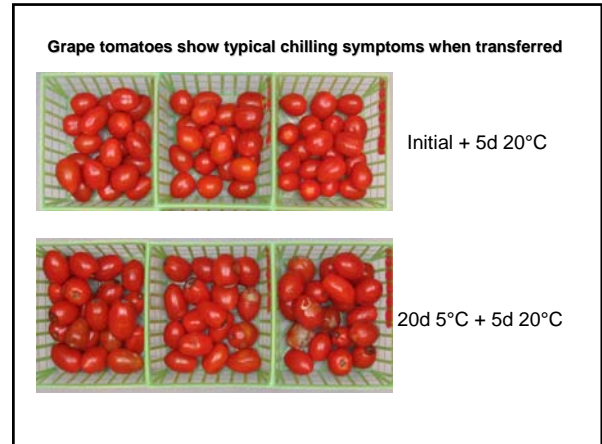 Grape tomatoes show typical chilling symptoms when transferred
Initial + 5d 20°C
20d 5°C + 5d 20°C